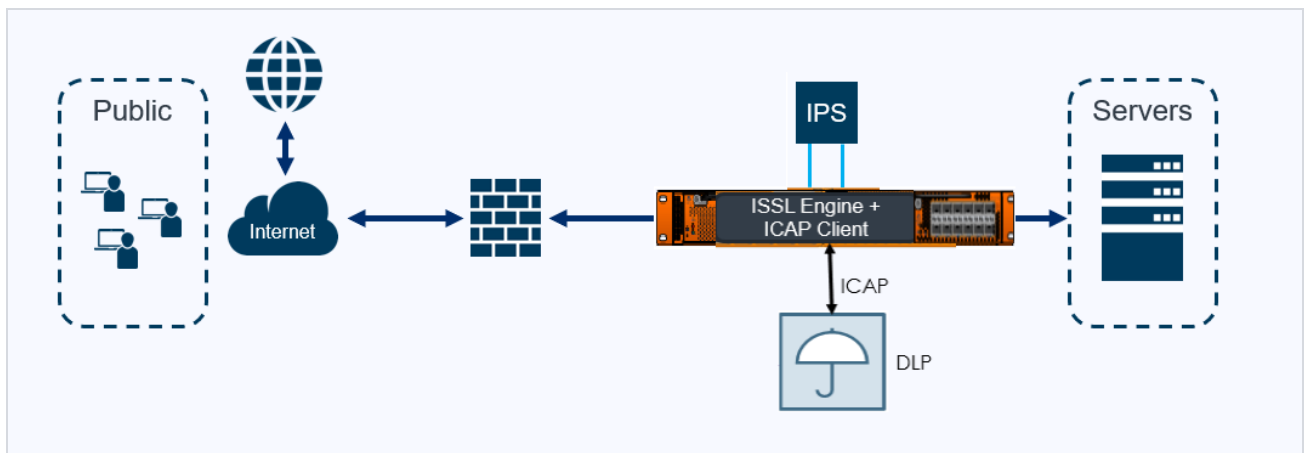 Public
Internet
IPS
ISSL Engine +
ICAP Client
ICAP
DLP
Servers